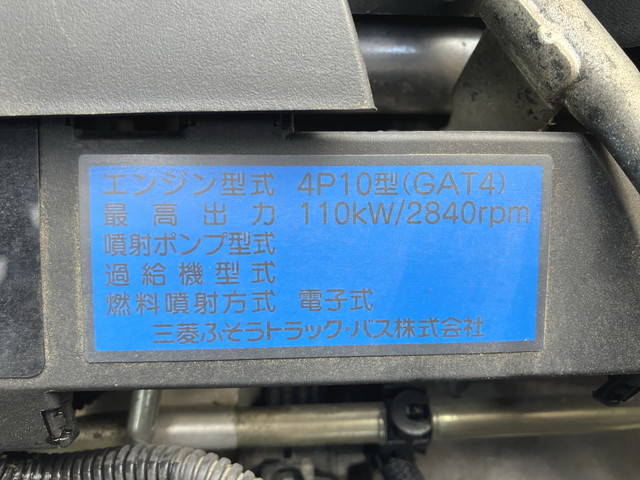 エンジン型式 4P10型(GAT4)
最高出力 110kW/2840rpm
噴射ポンプ型式
過給機型式
燃料噴射方式 電子式
三菱ふそうトラック・バス株式会社